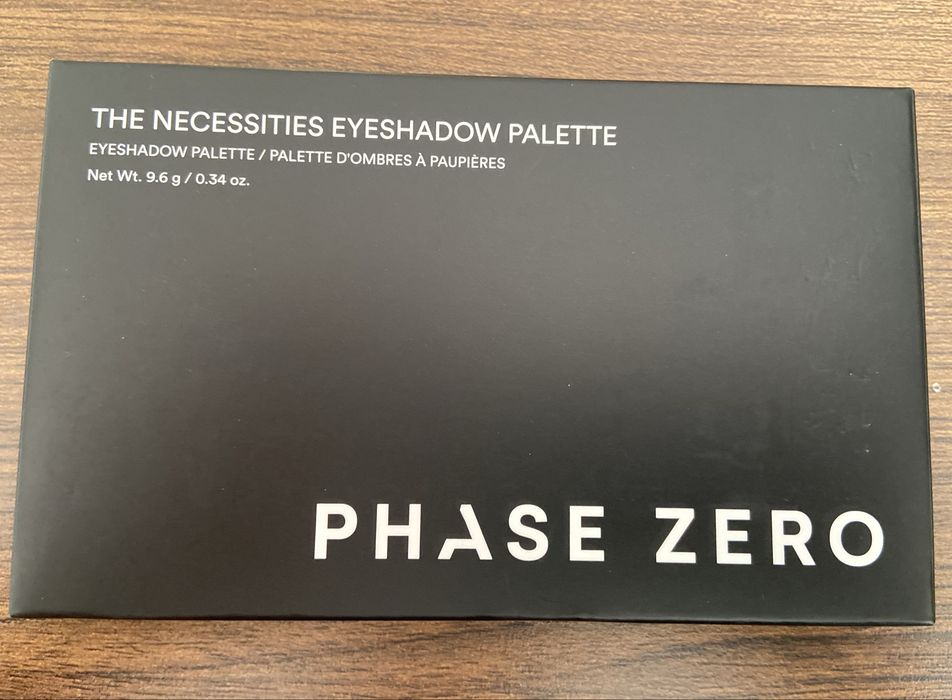 THE NECESSITIES EYESHADOW PALETTE
EYESHADOW PALETTE / PALETTE D'OMBRES À PAUPIÈRES
Net Wt. 9.6 g / 0.34 oz.
PHASE ZERO